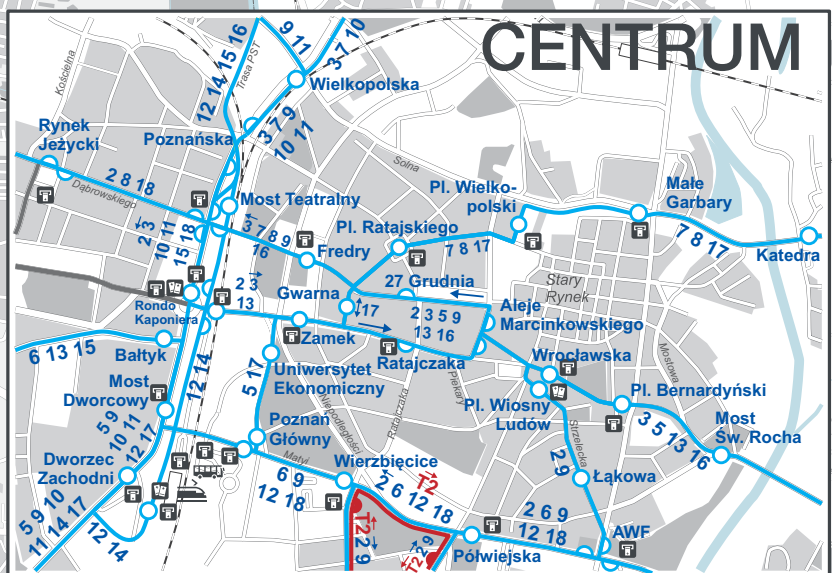 CENTRUM
Kościelna
12 14 15 16
Trasa PST
9 11
3 7 10
Wielkopolska
Rynek
Jeżycki
Poznańska
3 7 9
10 11
Solna
2 8 18
Dąbrowskiego
Most Teatralny
Pl. Wielko-
polski
Małe
Garbary
2 3
10 11
15 18
3 7 8 9
16
Fredry
Pl. Ratajskiego
7 8 17
7 8 17
Katedra
2 3
13
Gwarna
17
27 Grudnia
Stary
Rynek
Rondo
Kaponiera
Zamek
2 3 5 9
13 16
Aleje
Marcinkowskiego
6 13 15
Bałtyk
12 14
Ratajczaka
Wrocławska
Mostowa
Most
Dworcowy
5 17
Uniwersytet
Ekonomiczny
Niepodległości
Ratajczaka
Piekary
Pl. Wiosny
Ludów
Pl. Bernardyński
5 9
10 11
12 17
Poznań
Główny
Strzelecka
3 5 13 16
Most
Św. Rocha
Dworzec
Zachodni
Matyi
6 9
12 18
Wierzbięcice
T2
2 6 12 18
2 9
Łąkowa
5 9 10
11 14 17
12 14
T2
2 9
T2
2 9
Półwiejska
2 6 9
12 18
AWF